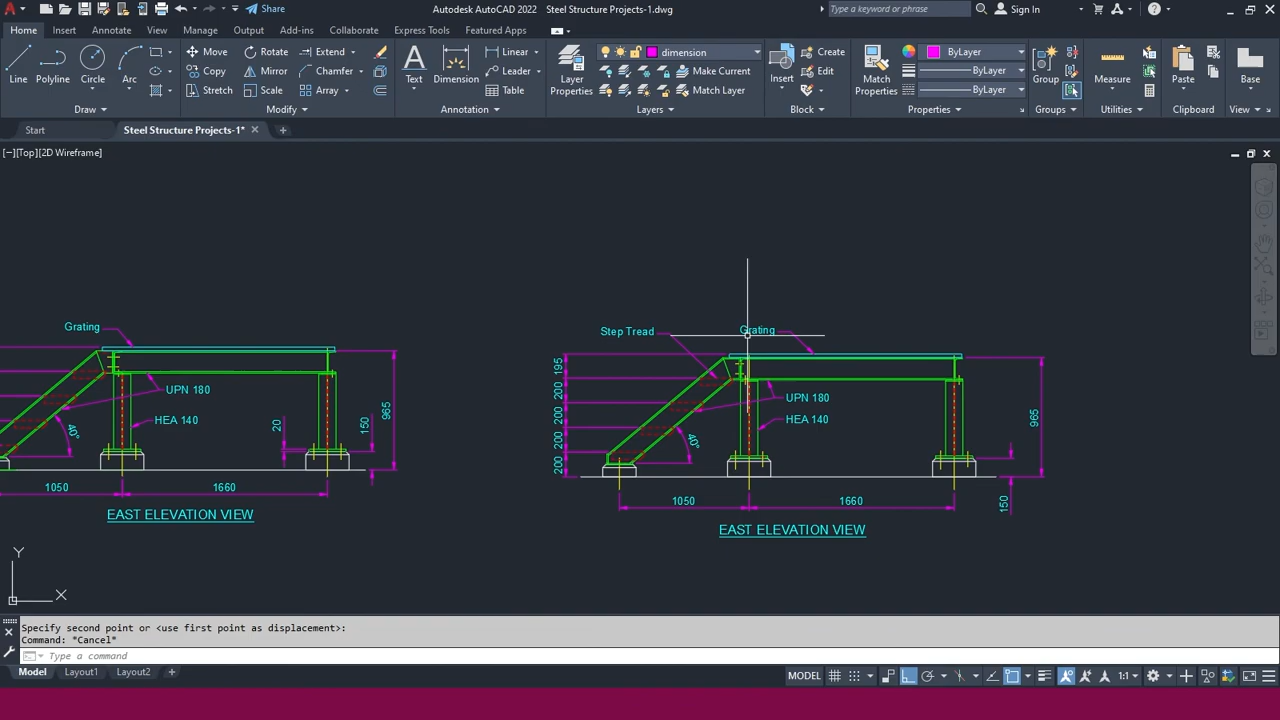 Share
Autodesk AutoCAD 2022 Steel Structure Projects-1.dwg
Type a keyword or phrase
Sign In
Home Insert Annotate View Manage Output Add-ins Collaborate Express Tools Featured Apps
Line Polyline Circle Arc
Move Rotate Extend
Copy Mirror Chamfer
Stretch Scale Array
Text Dimension
Linear
Leader
Table
Layer Properties
dimension
Make Current
Match Layer
Insert
Create
Edit
Match Properties
ByLayer
ByLayer
ByLayer
Group
Measure
Paste
Base
Draw Modify Annotation Layers Block Properties Groups Utilities Clipboard View
Start Steel Structure Projects-1*
[−][Top][2D Wireframe]
Grating
UPN 180
HEA 140
40°
20
150
965
1050 1660
EAST ELEVATION VIEW
Step Tread
Grating
195
200
200
200
200
UPN 180
HEA 140
40°
965
150
1050 1660
EAST ELEVATION VIEW
Y
X
Specify second point or <use first point as displacement>:
Command: *Cancel*
Type a command
Model Layout1 Layout2
MODEL
1:1